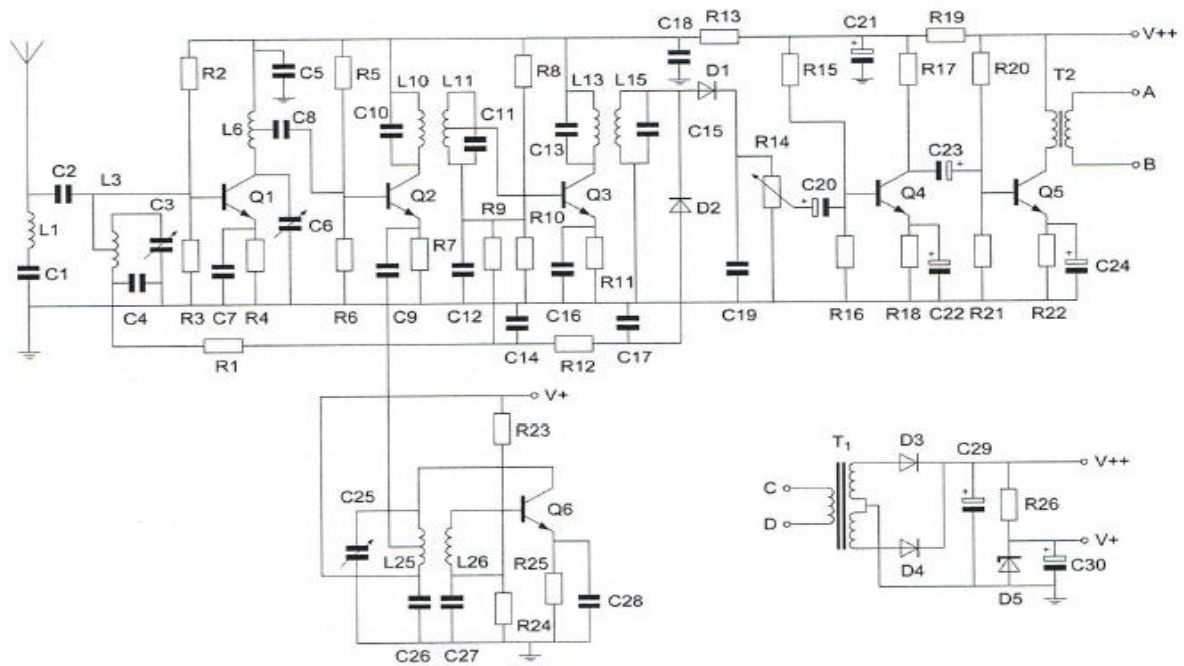 C18 R13 C21 R19
V++
R2 C5 R5 L10 L11 R8 L13 L15 D1 R15 R17 R20 T2
A
L6 C8 C10 C11 C13 C15 R14 C23
B
C2 L3 C3 Q1 C6 Q2 Q3 D2 C20 Q4 Q5
L1 R9 R10
C1 R7 R11 C24
C4 R3 C7 R4 R6 C9 C12 C16 C19 R16 R18 C22 R21 R22
R1 C14 R12 C17
V+
R23
T1 D3 C29
V++
C25 Q6 C
R26
D
L25 L26 R25 V+
D4 C30
C28 D5
R24
C26 C27